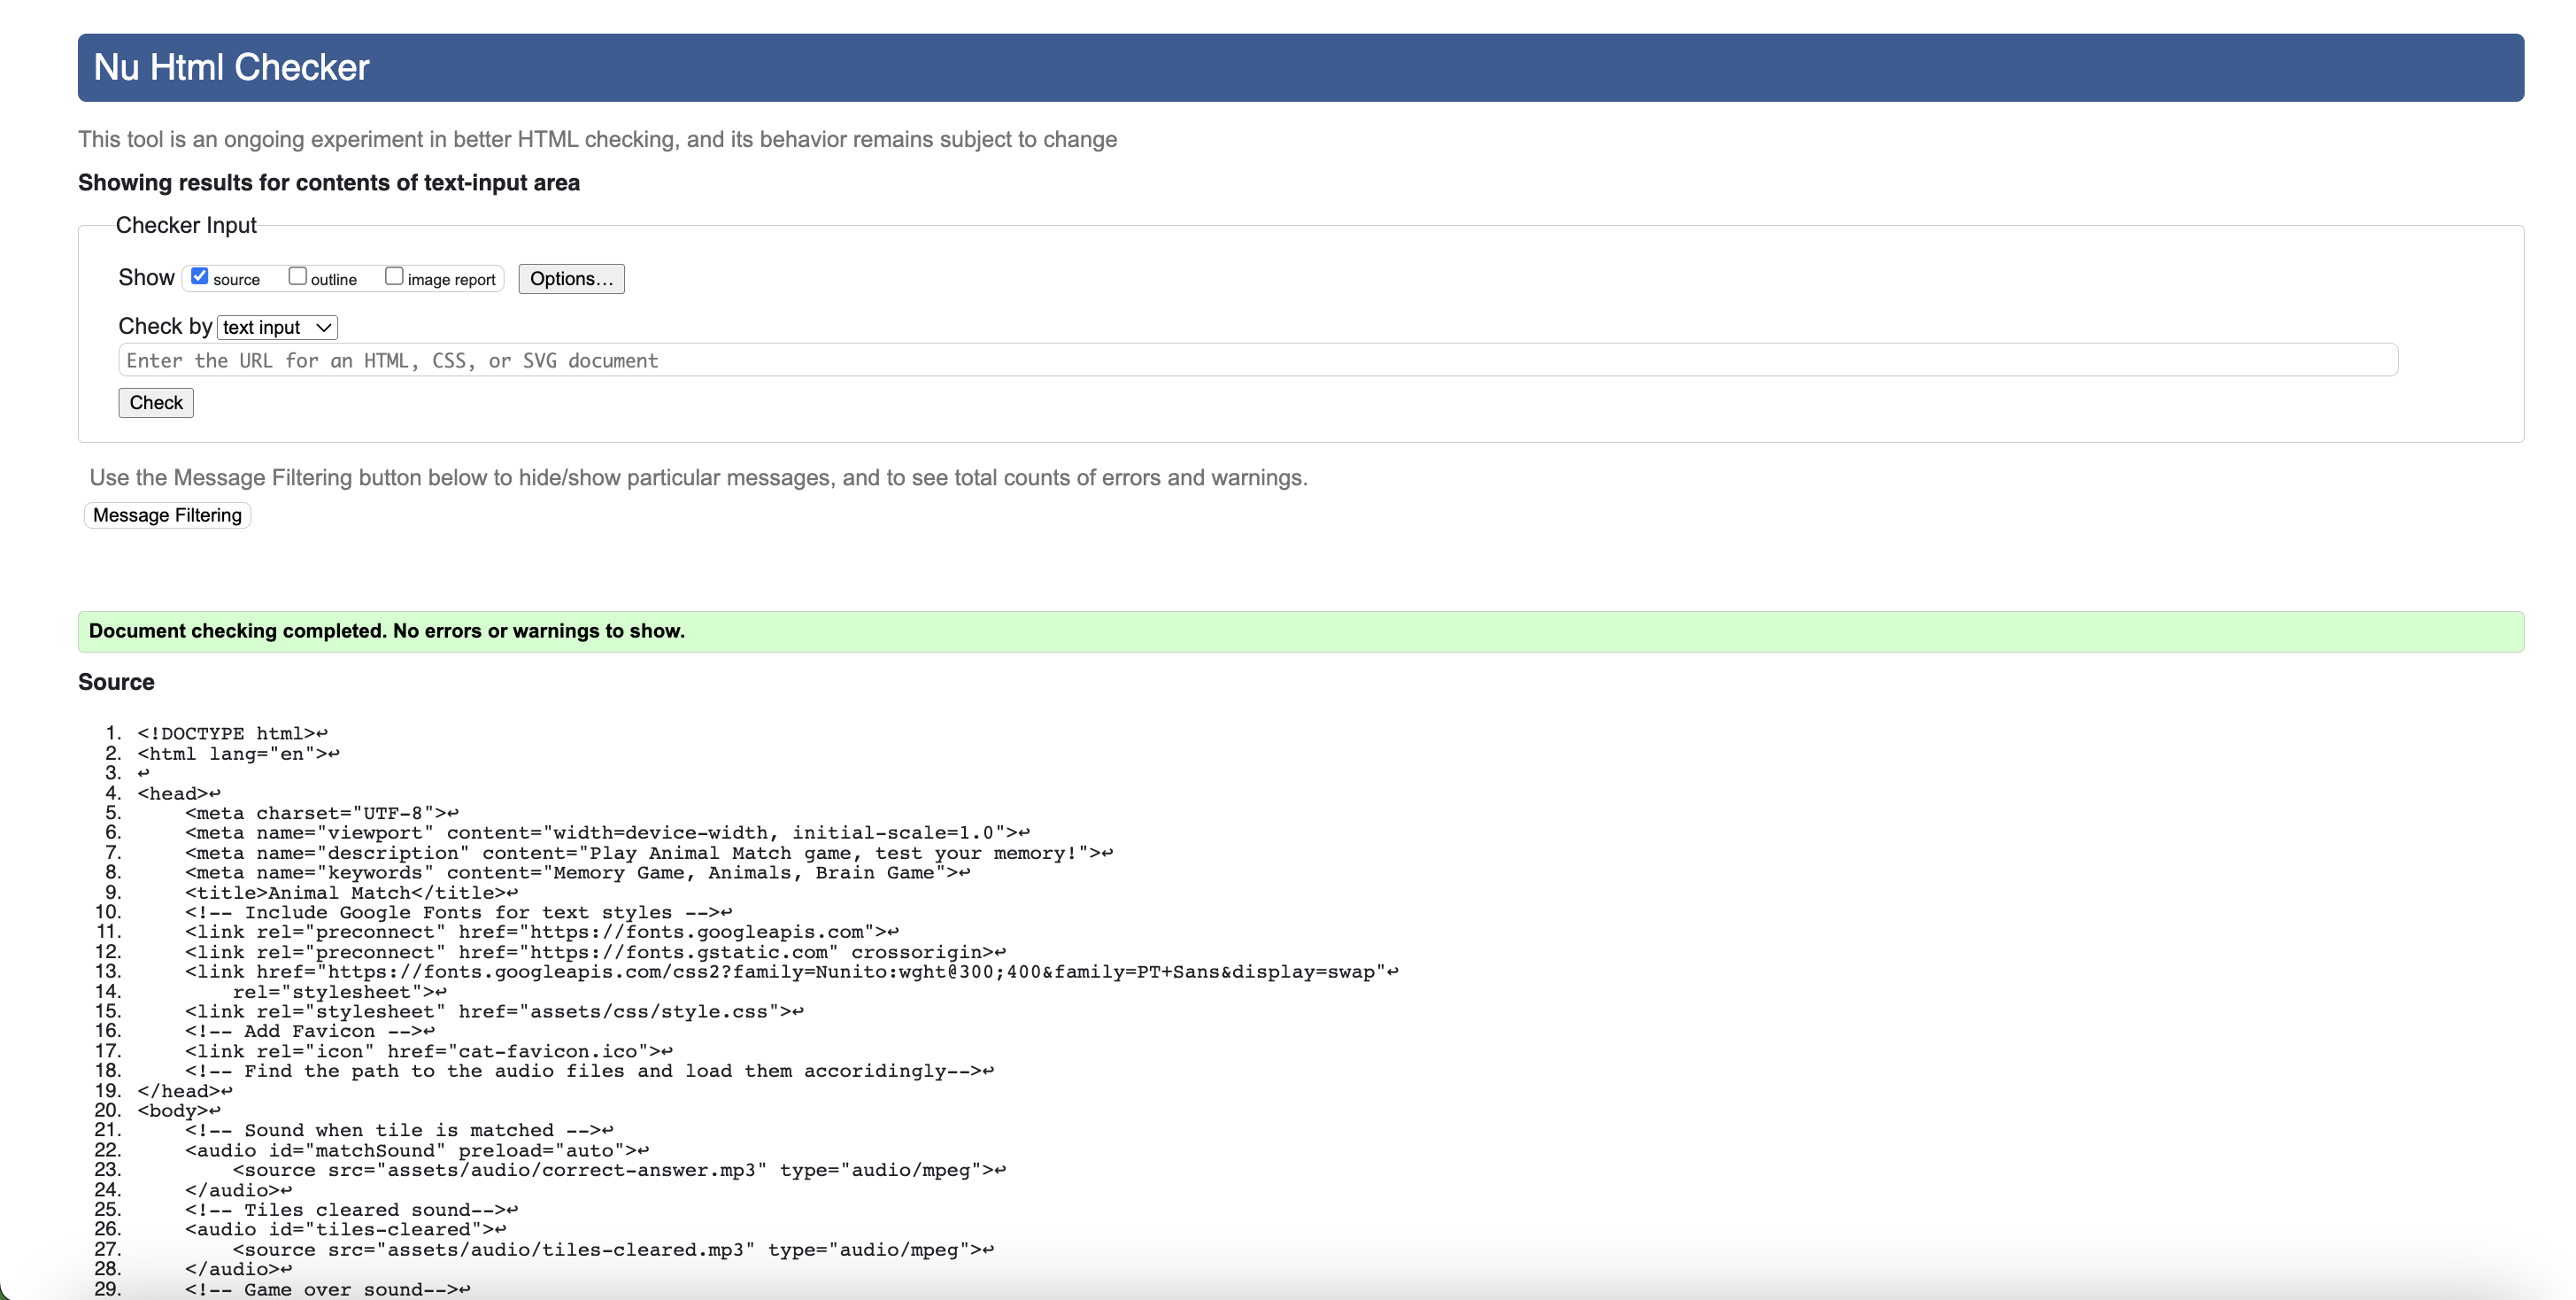 Nu Html Checker
This tool is an ongoing experiment in better HTML checking, and its behavior remains subject to change
Showing results for contents of text-input area
Checker Input
Show source outline image report Options...
Check by text input
Enter the URL for an HTML, CSS, or SVG document
Check
Use the Message Filtering button below to hide/show particular messages, and to see total counts of errors and warnings.
Message Filtering
Document checking completed. No errors or warnings to show.
Source
1. <!DOCTYPE html>↩
2. <html lang="en">↩
3. ↩
4. <head>↩
5.     <meta charset="UTF-8">↩
6.     <meta name="viewport" content="width=device-width, initial-scale=1.0">↩
7.     <meta name="description" content="Play Animal Match game, test your memory!">↩
8.     <meta name="keywords" content="Memory Game, Animals, Brain Game">↩
9.     <title>Animal Match</title>↩
10.     <!-- Include Google Fonts for text styles -->↩
11.     <link rel="preconnect" href="https://fonts.googleapis.com">↩
12.     <link rel="preconnect" href="https://fonts.gstatic.com" crossorigin>↩
13.     <link href="https://fonts.googleapis.com/css2?family=Nunito:wght@300;400&family=PT+Sans&display=swap"↩
14.         rel="stylesheet">↩
15.     <link rel="stylesheet" href="assets/css/style.css">↩
16.     <!-- Add Favicon -->↩
17.     <link rel="icon" href="cat-favicon.ico">↩
18.     <!-- Find the path to the audio files and load them accoridingly-->↩
19. </head>↩
20. <body>↩
21.     <!-- Sound when tile is matched -->↩
22.     <audio id="matchSound" preload="auto">↩
23.         <source src="assets/audio/correct-answer.mp3" type="audio/mpeg">↩
24.     </audio>↩
25.     <!-- Tiles cleared sound-->↩
26.     <audio id="tiles-cleared">↩
27.         <source src="assets/audio/tiles-cleared.mp3" type="audio/mpeg">↩
28.     </audio>↩
29.     <!-- Game over sound-->↩